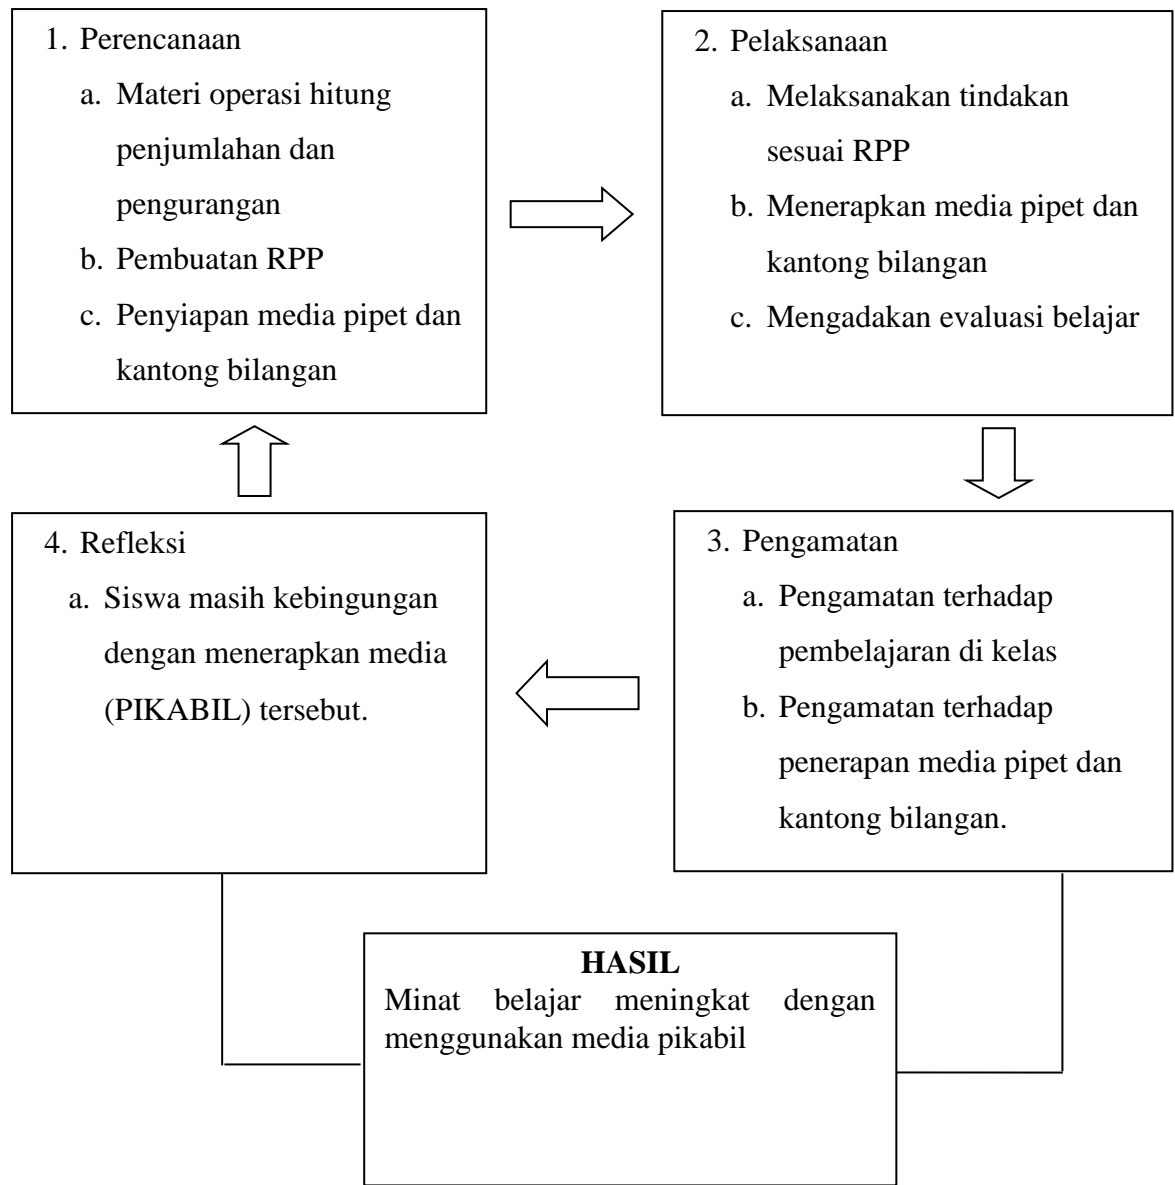 1. Perencanaan
a. Materi operasi hitung
penjumlahan dan
pengurangan
b. Pembuatan RPP
c. Penyiapan media pipet dan
kantong bilangan
2. Pelaksanaan
a. Melaksanakan tindakan
sesuai RPP
b. Menerapkan media pipet dan
kantong bilangan
c. Mengadakan evaluasi belajar
3. Pengamatan
a. Pengamatan terhadap
pembelajaran di kelas
b. Pengamatan terhadap
penerapan media pipet dan
kantong bilangan.
4. Refleksi
a. Siswa masih kebingungan
dengan menerapkan media
(PIKABIL) tersebut.
HASIL
Minat belajar meningkat dengan
menggunakan media pikabil